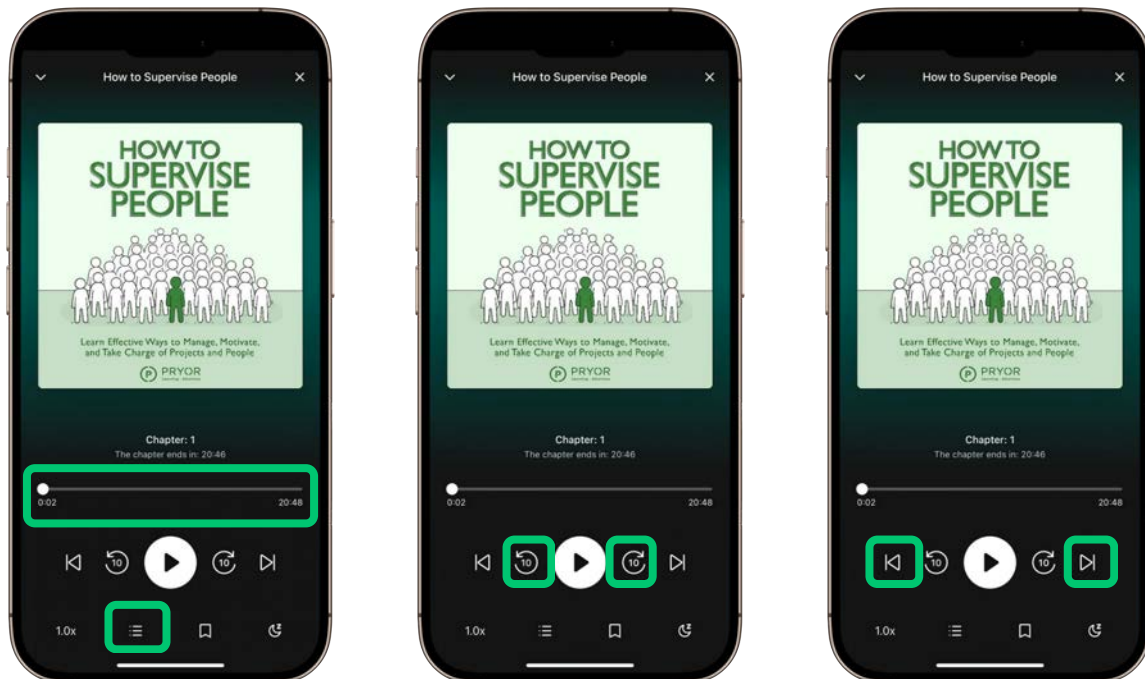 How to Supervise People
HOW TO
SUPERVISE
PEOPLE
Learn Effective Ways to Manage, Motivate,
and Take Charge of Projects and People
P PRYOR
Chapter: 1
The chapter ends in: 20:46
0:02 20:48
10 10
1.0x
How to Supervise People
HOW TO
SUPERVISE
PEOPLE
Learn Effective Ways to Manage, Motivate,
and Take Charge of Projects and People
P PRYOR
Chapter: 1
The chapter ends in: 20:46
0:02 20:48
10 10
1.0x
How to Supervise People
HOW TO
SUPERVISE
PEOPLE
Learn Effective Ways to Manage, Motivate,
and Take Charge of Projects and People
P PRYOR
Chapter: 1
The chapter ends in: 20:46
0:02 20:48
10 10
1.0x